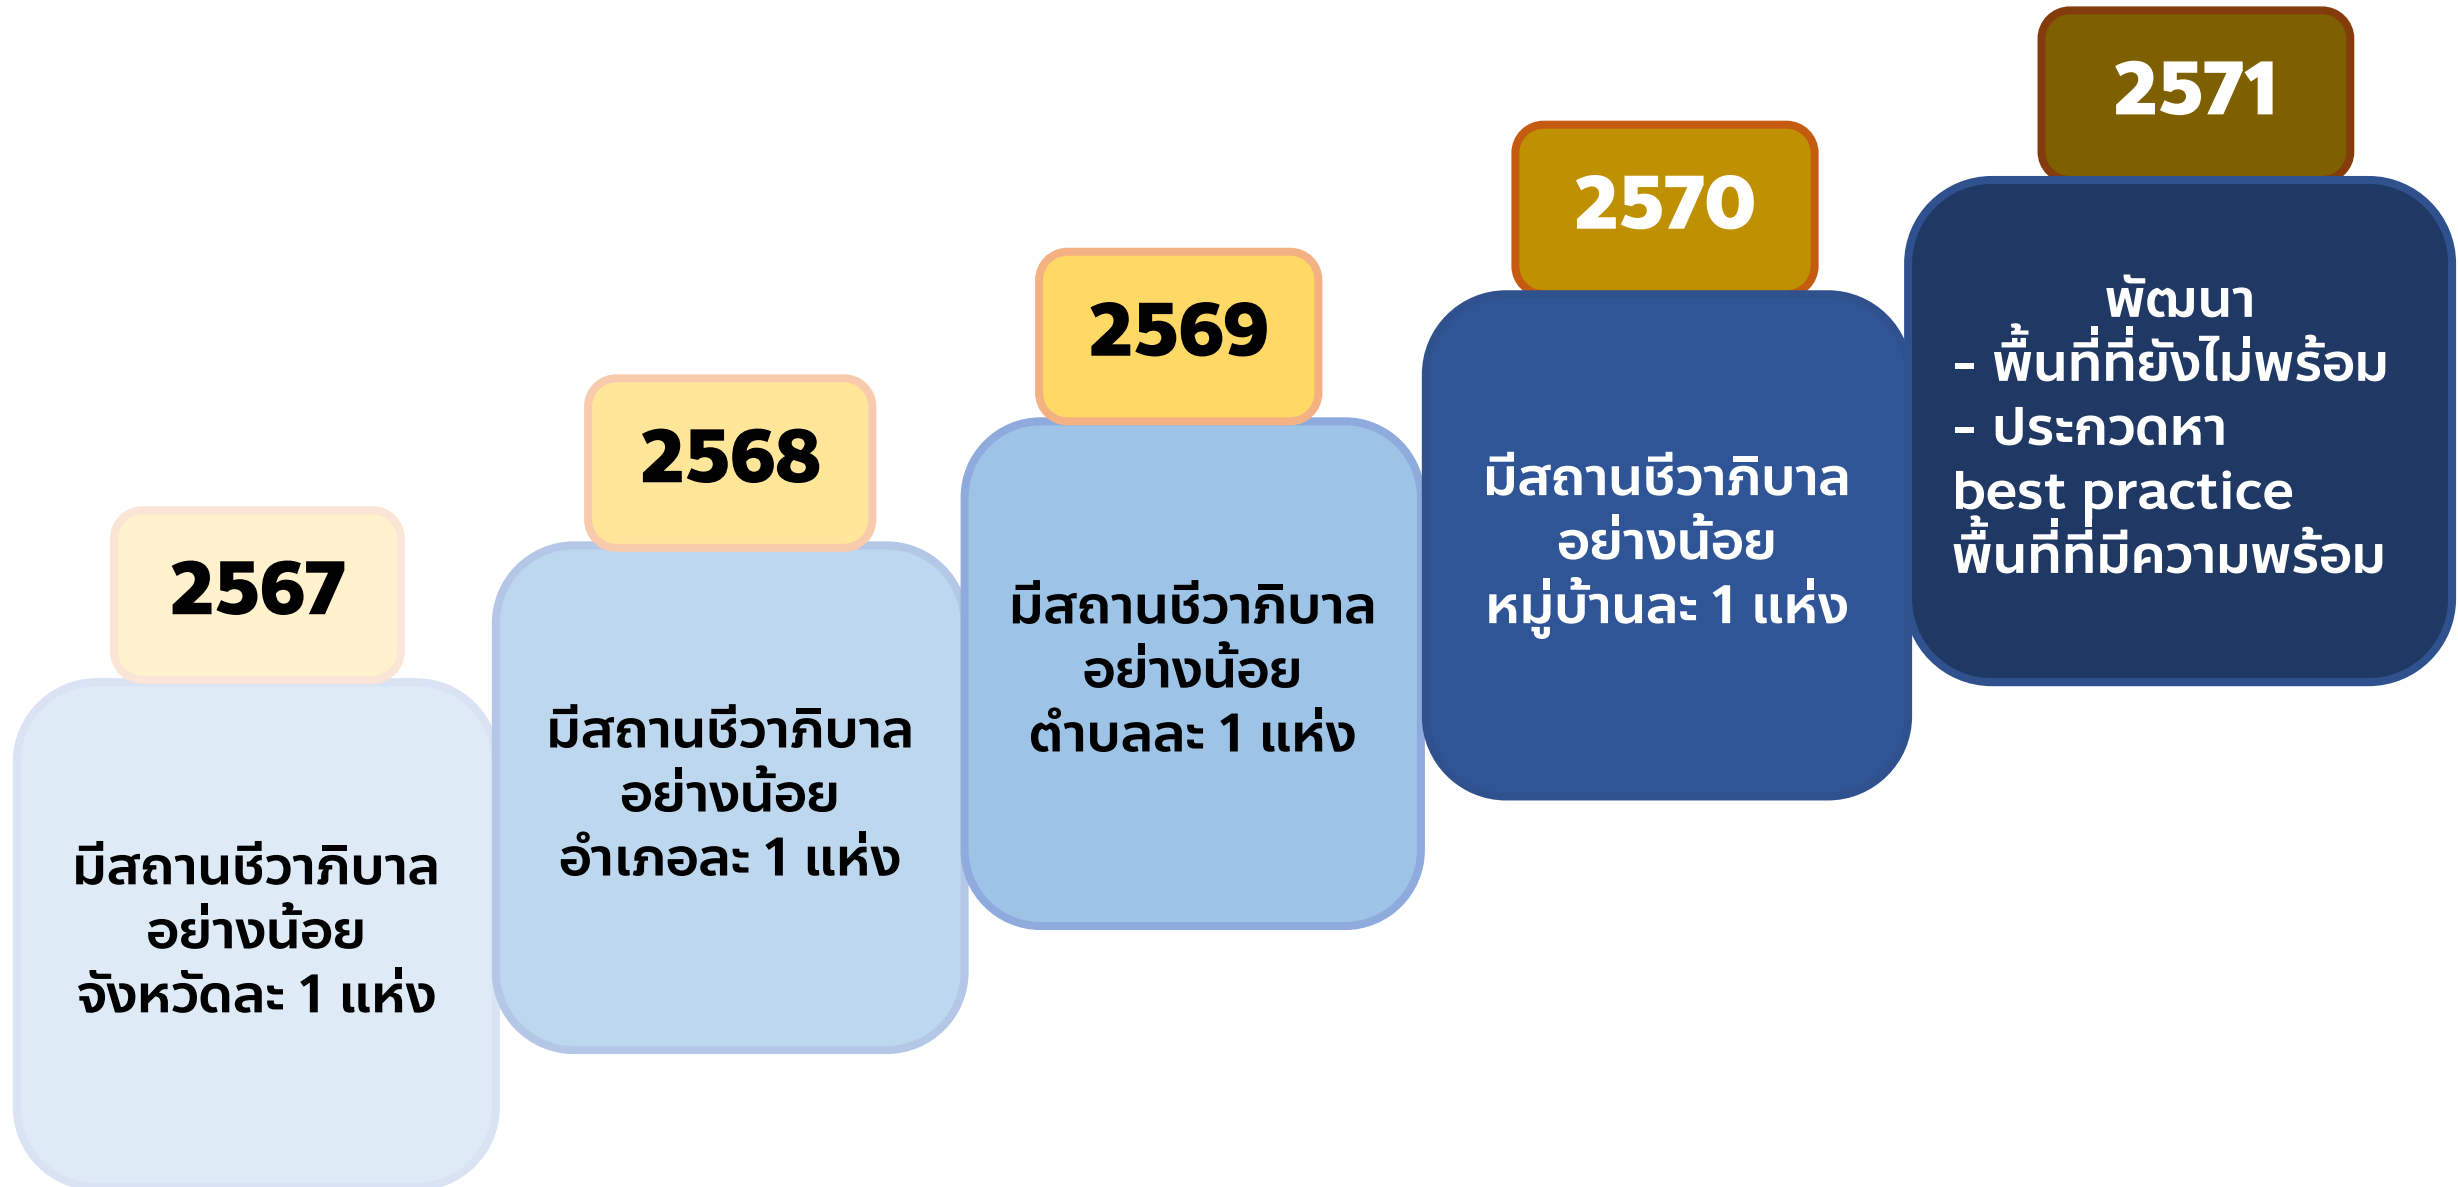 2567
มีสถานชีวาภิบาล
อย่างน้อย
จังหวัดละ 1 แห่ง
2568
มีสถานชีวาภิบาล
อย่างน้อย
อำเภอละ 1 แห่ง
2569
มีสถานชีวาภิบาล
อย่างน้อย
ตำบลละ 1 แห่ง
2570
มีสถานชีวาภิบาล
อย่างน้อย
หมู่บ้านละ 1 แห่ง
2571
พัฒนา
- พื้นที่ที่ยังไม่พร้อม
- ประกวดหา
best practice
พื้นที่ที่มีความพร้อม